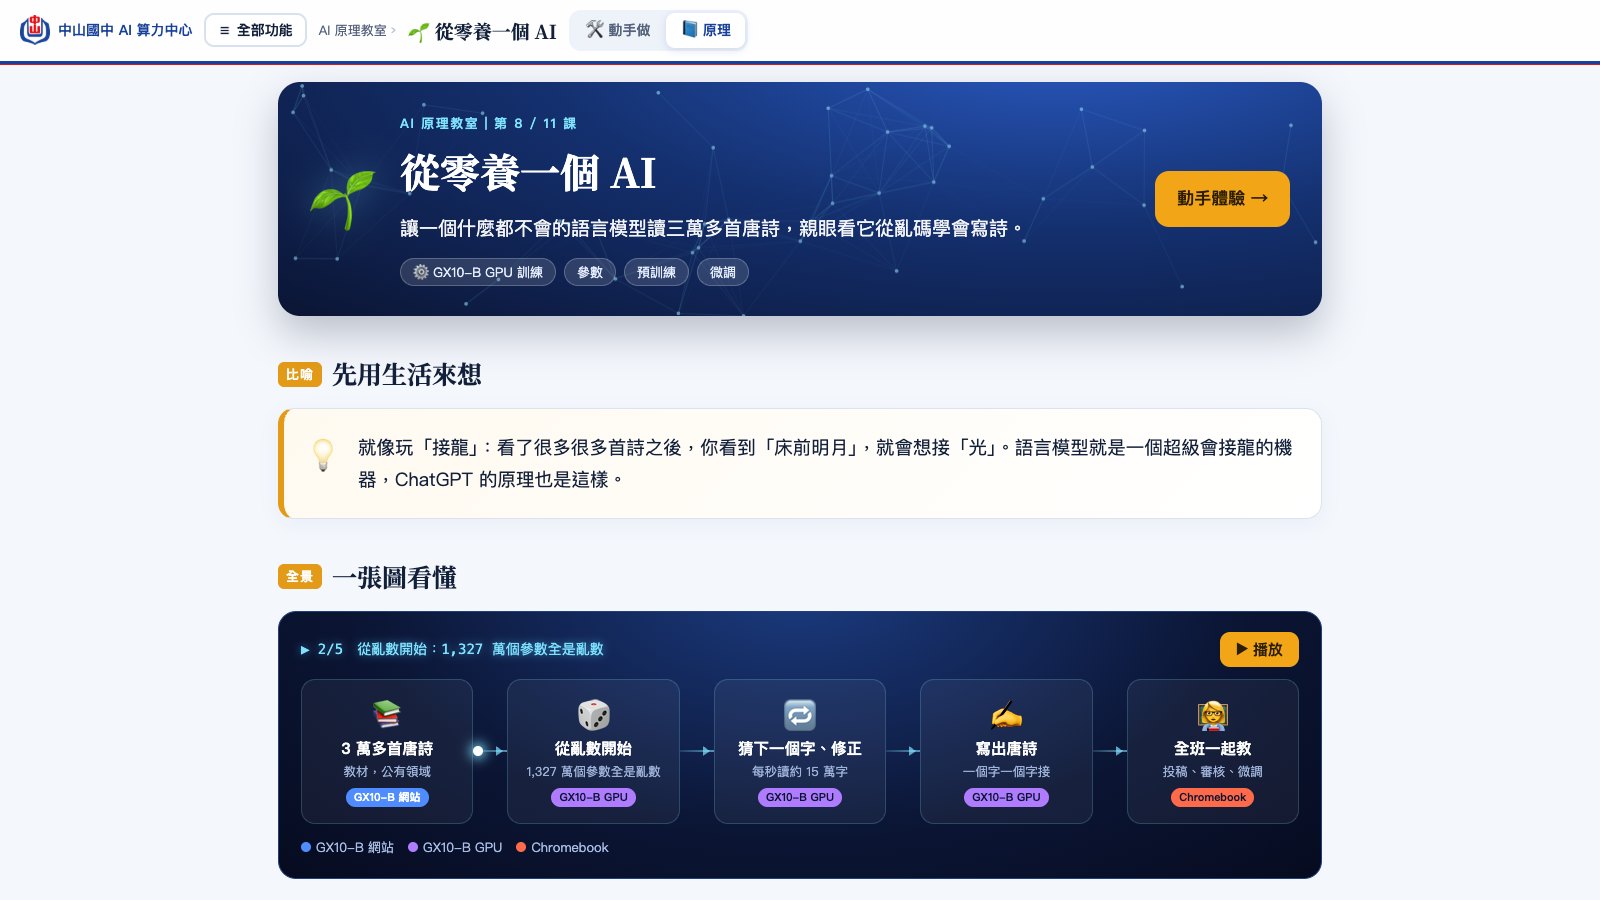 中山國中 AI 算力中心
≡ 全部功能
AI 原理教室 ›
從零養一個 AI
動手做
原理
AI 原理教室｜第 8 / 11 課
從零養一個 AI
讓一個什麼都不會的語言模型讀三萬多首唐詩，親眼看它從亂碼學會寫詩。
GX10-B GPU 訓練
參數
預訓練
微調
動手體驗 →
比喻
先用生活來想
就像玩「接龍」：看了很多很多首詩之後，你看到「床前明月」，就會想接「光」。語言模型就是一個超級會接龍的機
器，ChatGPT 的原理也是這樣。
全景
一張圖看懂
▶ 2/5 從亂數開始：1,327 萬個參數全是亂數
▶ 播放
3 萬多首唐詩
教材，公有領域
GX10-B 網站
從亂數開始
1,327 萬個參數全是亂數
GX10-B GPU
猜下一個字、修正
每秒讀約 15 萬字
GX10-B GPU
寫出唐詩
一個字一個字接
GX10-B GPU
全班一起教
投稿、審核、微調
Chromebook
GX10-B 網站
GX10-B GPU
Chromebook